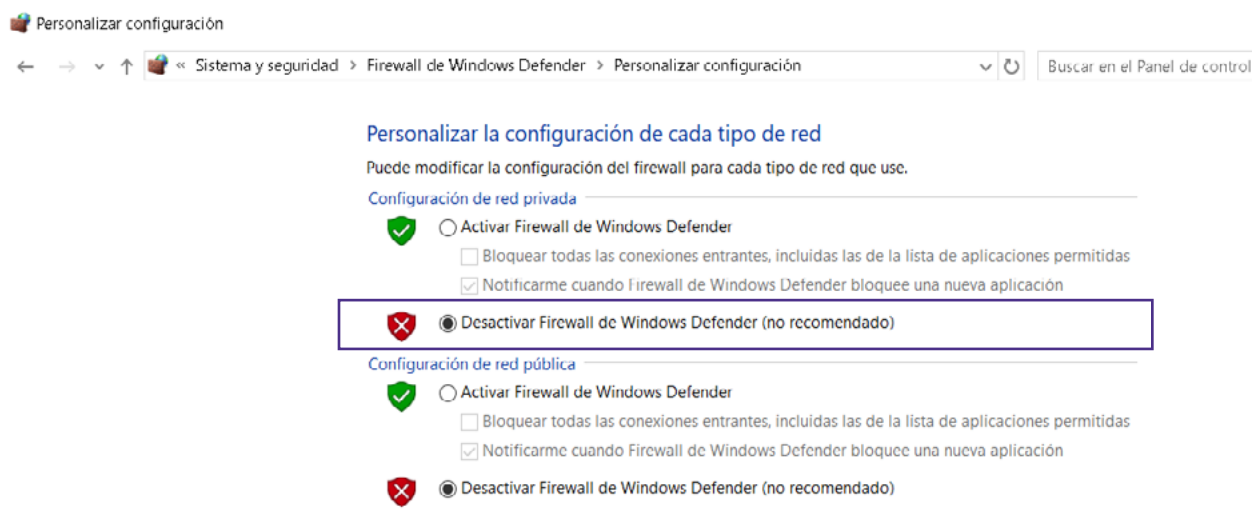 Personalizar configuración
« Sistema y seguridad > Firewall de Windows Defender > Personalizar configuración
Buscar en el Panel de control
Personalizar la configuración de cada tipo de red
Puede modificar la configuración del firewall para cada tipo de red que use.
Configuración de red privada
Activar Firewall de Windows Defender
Bloquear todas las conexiones entrantes, incluidas las de la lista de aplicaciones permitidas
Notificarme cuando Firewall de Windows Defender bloquee una nueva aplicación
Desactivar Firewall de Windows Defender (no recomendado)
Configuración de red pública
Activar Firewall de Windows Defender
Bloquear todas las conexiones entrantes, incluidas las de la lista de aplicaciones permitidas
Notificarme cuando Firewall de Windows Defender bloquee una nueva aplicación
Desactivar Firewall de Windows Defender (no recomendado)